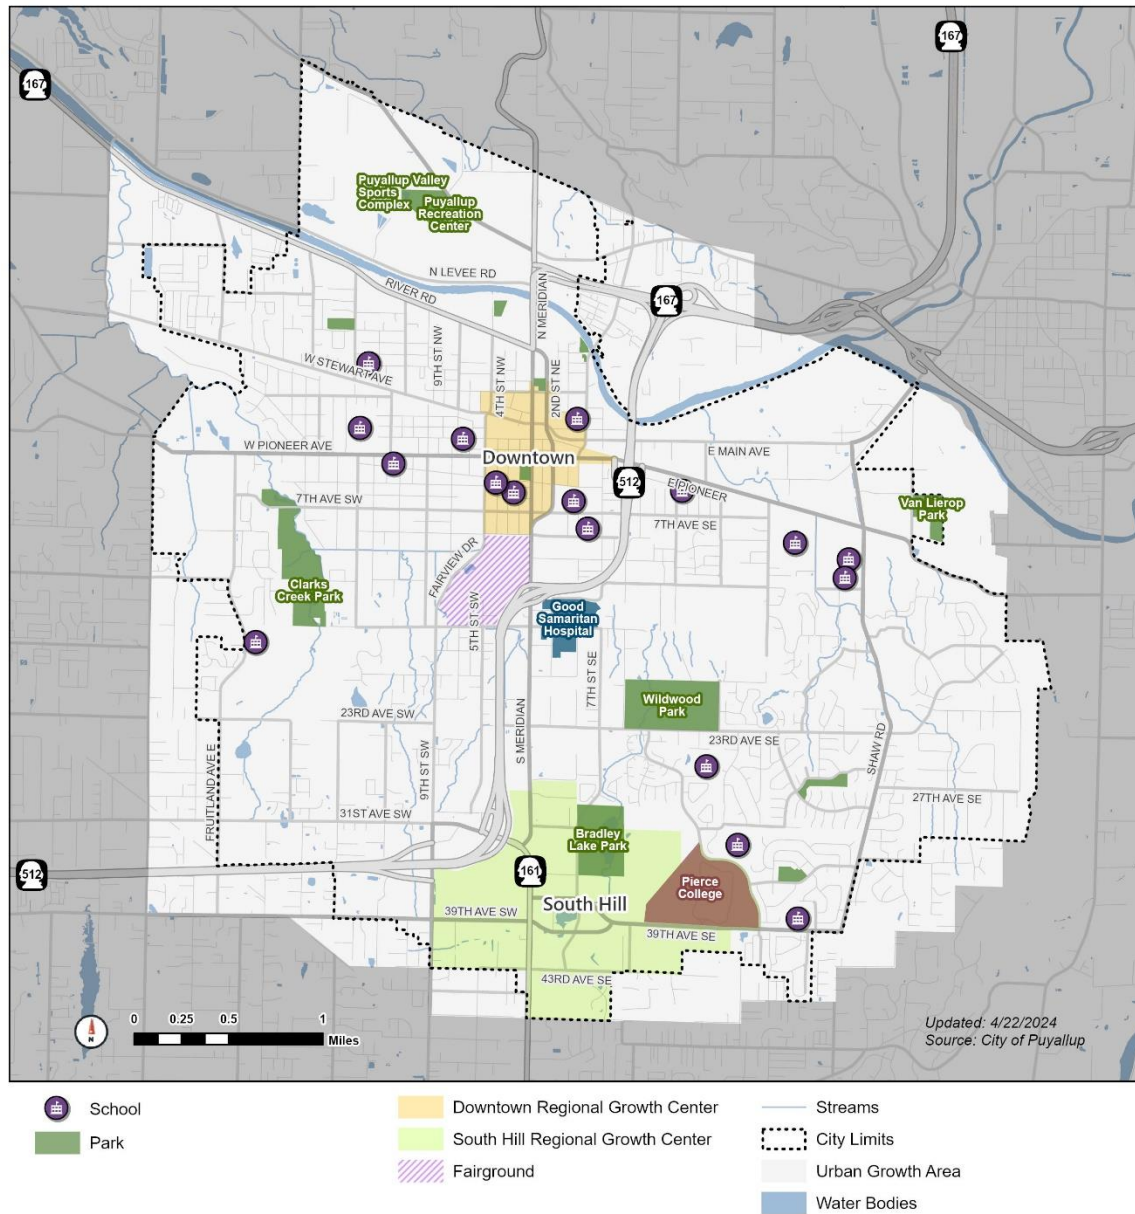 167
167
Puyallup Valley
Sports
Complex
Puyallup
Recreation
Center
N LEVEE RD
RIVER RD
N MERIDIAN
167
9TH ST NW
W STEWART AVE
4TH ST NW
2ND ST NE
W PIONEER AVE
Downtown
E MAIN AVE
512
E PIONEER
7TH AVE SW
7TH AVE SE
Van Lierop
Park
FAIRVIEW DR
Clarks
Creek Park
5TH ST SW
Good
Samaritan
Hospital
7TH ST SE
Wildwood
Park
23RD AVE SW
S MERIDIAN
23RD AVE SE
SHAW RD
9TH ST SW
FRUITLAND AVE E
31ST AVE SW
27TH AVE SE
Bradley
Lake Park
512
161
Pierce
College
South Hill
39TH AVE SW
39TH AVE SE
43RD AVE SE
N
0 0.25 0.5 1
Miles
Updated: 4/22/2024
Source: City of Puyallup
School
Park
Downtown Regional Growth Center
South Hill Regional Growth Center
Fairground
Streams
City Limits
Urban Growth Area
Water Bodies